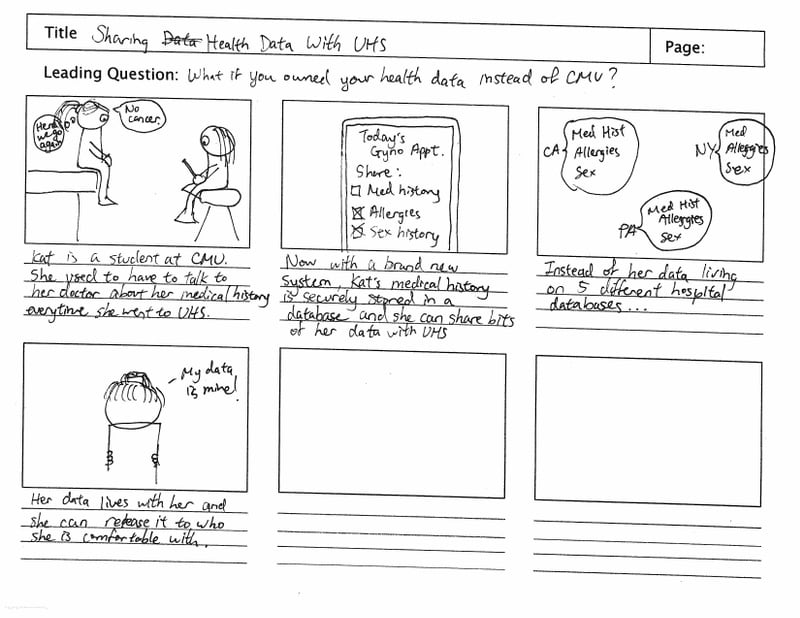 Title Sharing Data Health Data With UHS
Page:
Leading Question: What if you owned your health data instead of CMU?
Here
we go
again
No
cancer.
Kat is a student at CMU.
She used to have to talk to
her doctor about her medical history
everytime she went to UHS.
Today's
Gyno Appt.
Share:
☐ Med history
☒ Allergies
☒ Sex history
Now with a brand new
system, Kat's medical history
is securely stored in a
database and she can share bits
of her data with UHS
CA
Med Hist
Allergies
Sex
NY
Med
Allergies
Sex
PA
Med Hist
Allergies
Sex
Instead of her data living
on 5 different hospital
databases...
My data
is mine!
Her data lives with her and
she can release it to who
she is comfortable with.